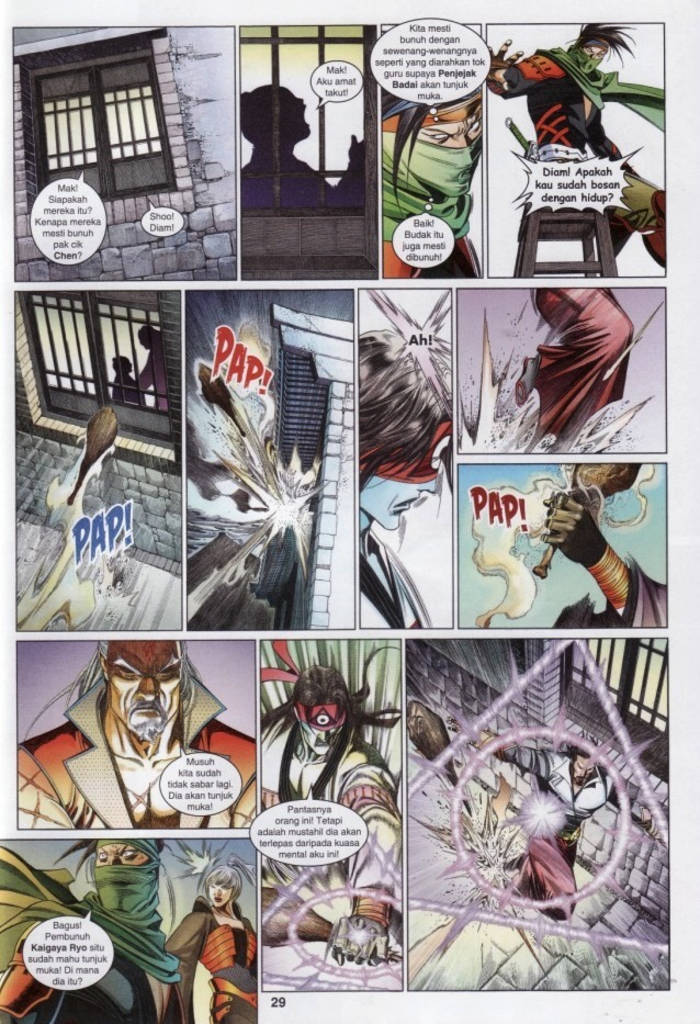 Mak!
Siapakah
mereka itu?
Kenapa mereka
mesti bunuh
pak cik
Chen?
Shoo!
Diam!
Mak!
Aku amat
takut!
Kita mesti
bunuh dengan
sewenang-wenangnya
seperti yang diarahkan tok
guru supaya Penjejak
Badai akan tunjuk
muka.
Baik!
Budak itu
juga mesti
dibunuh!
Diam! Apakah
kau sudah bosan
dengan hidup?
PAP!
PAP!
Ah!
PAP!
Musuh
kita sudah
tidak sabar lagi.
Dia akan tunjuk
muka!
Bagus!
Pembunuh
Kaigaya Ryo situ
sudah mahu tunjuk
muka! Di mana
dia itu?
Pantasnya
orang ini! Tetapi
adalah mustahil dia akan
terlepas daripada kuasa
mental aku ini!
29